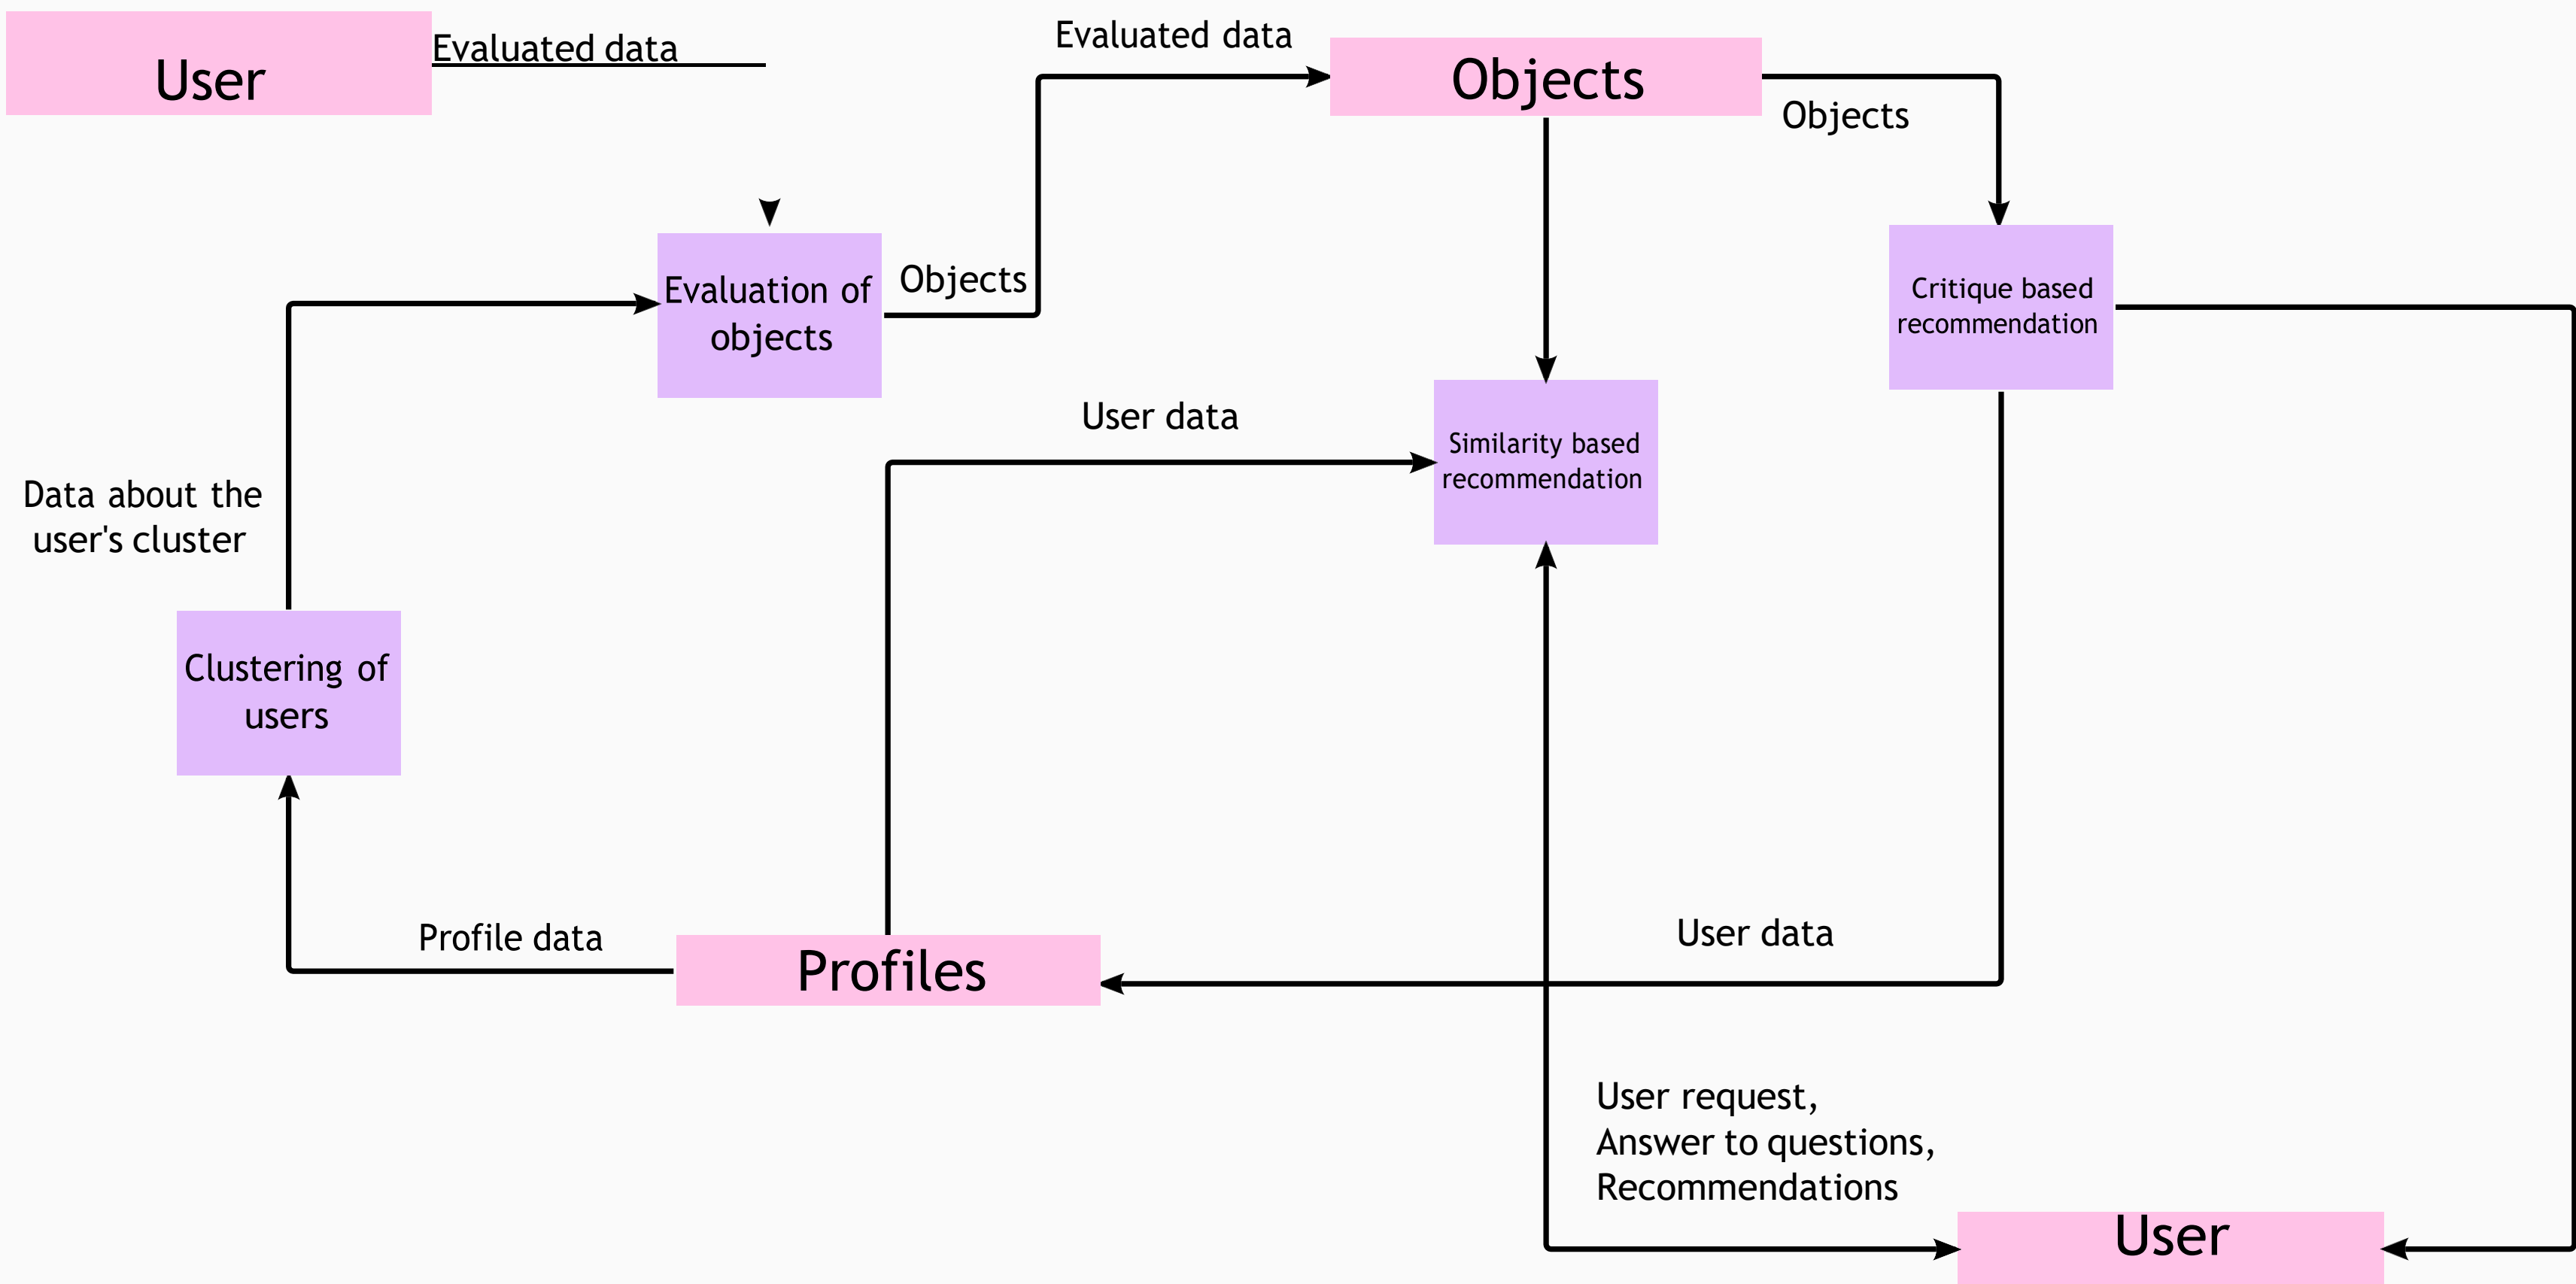 User
Evaluated data
Evaluated data
Objects
Objects
Evaluation of
objects
Objects
Critique based
recommendation
User data
Similarity based
recommendation
Data about the
user's cluster
Clustering of
users
Profile data
Profiles
User data
User request,
Answer to questions,
Recommendations
User